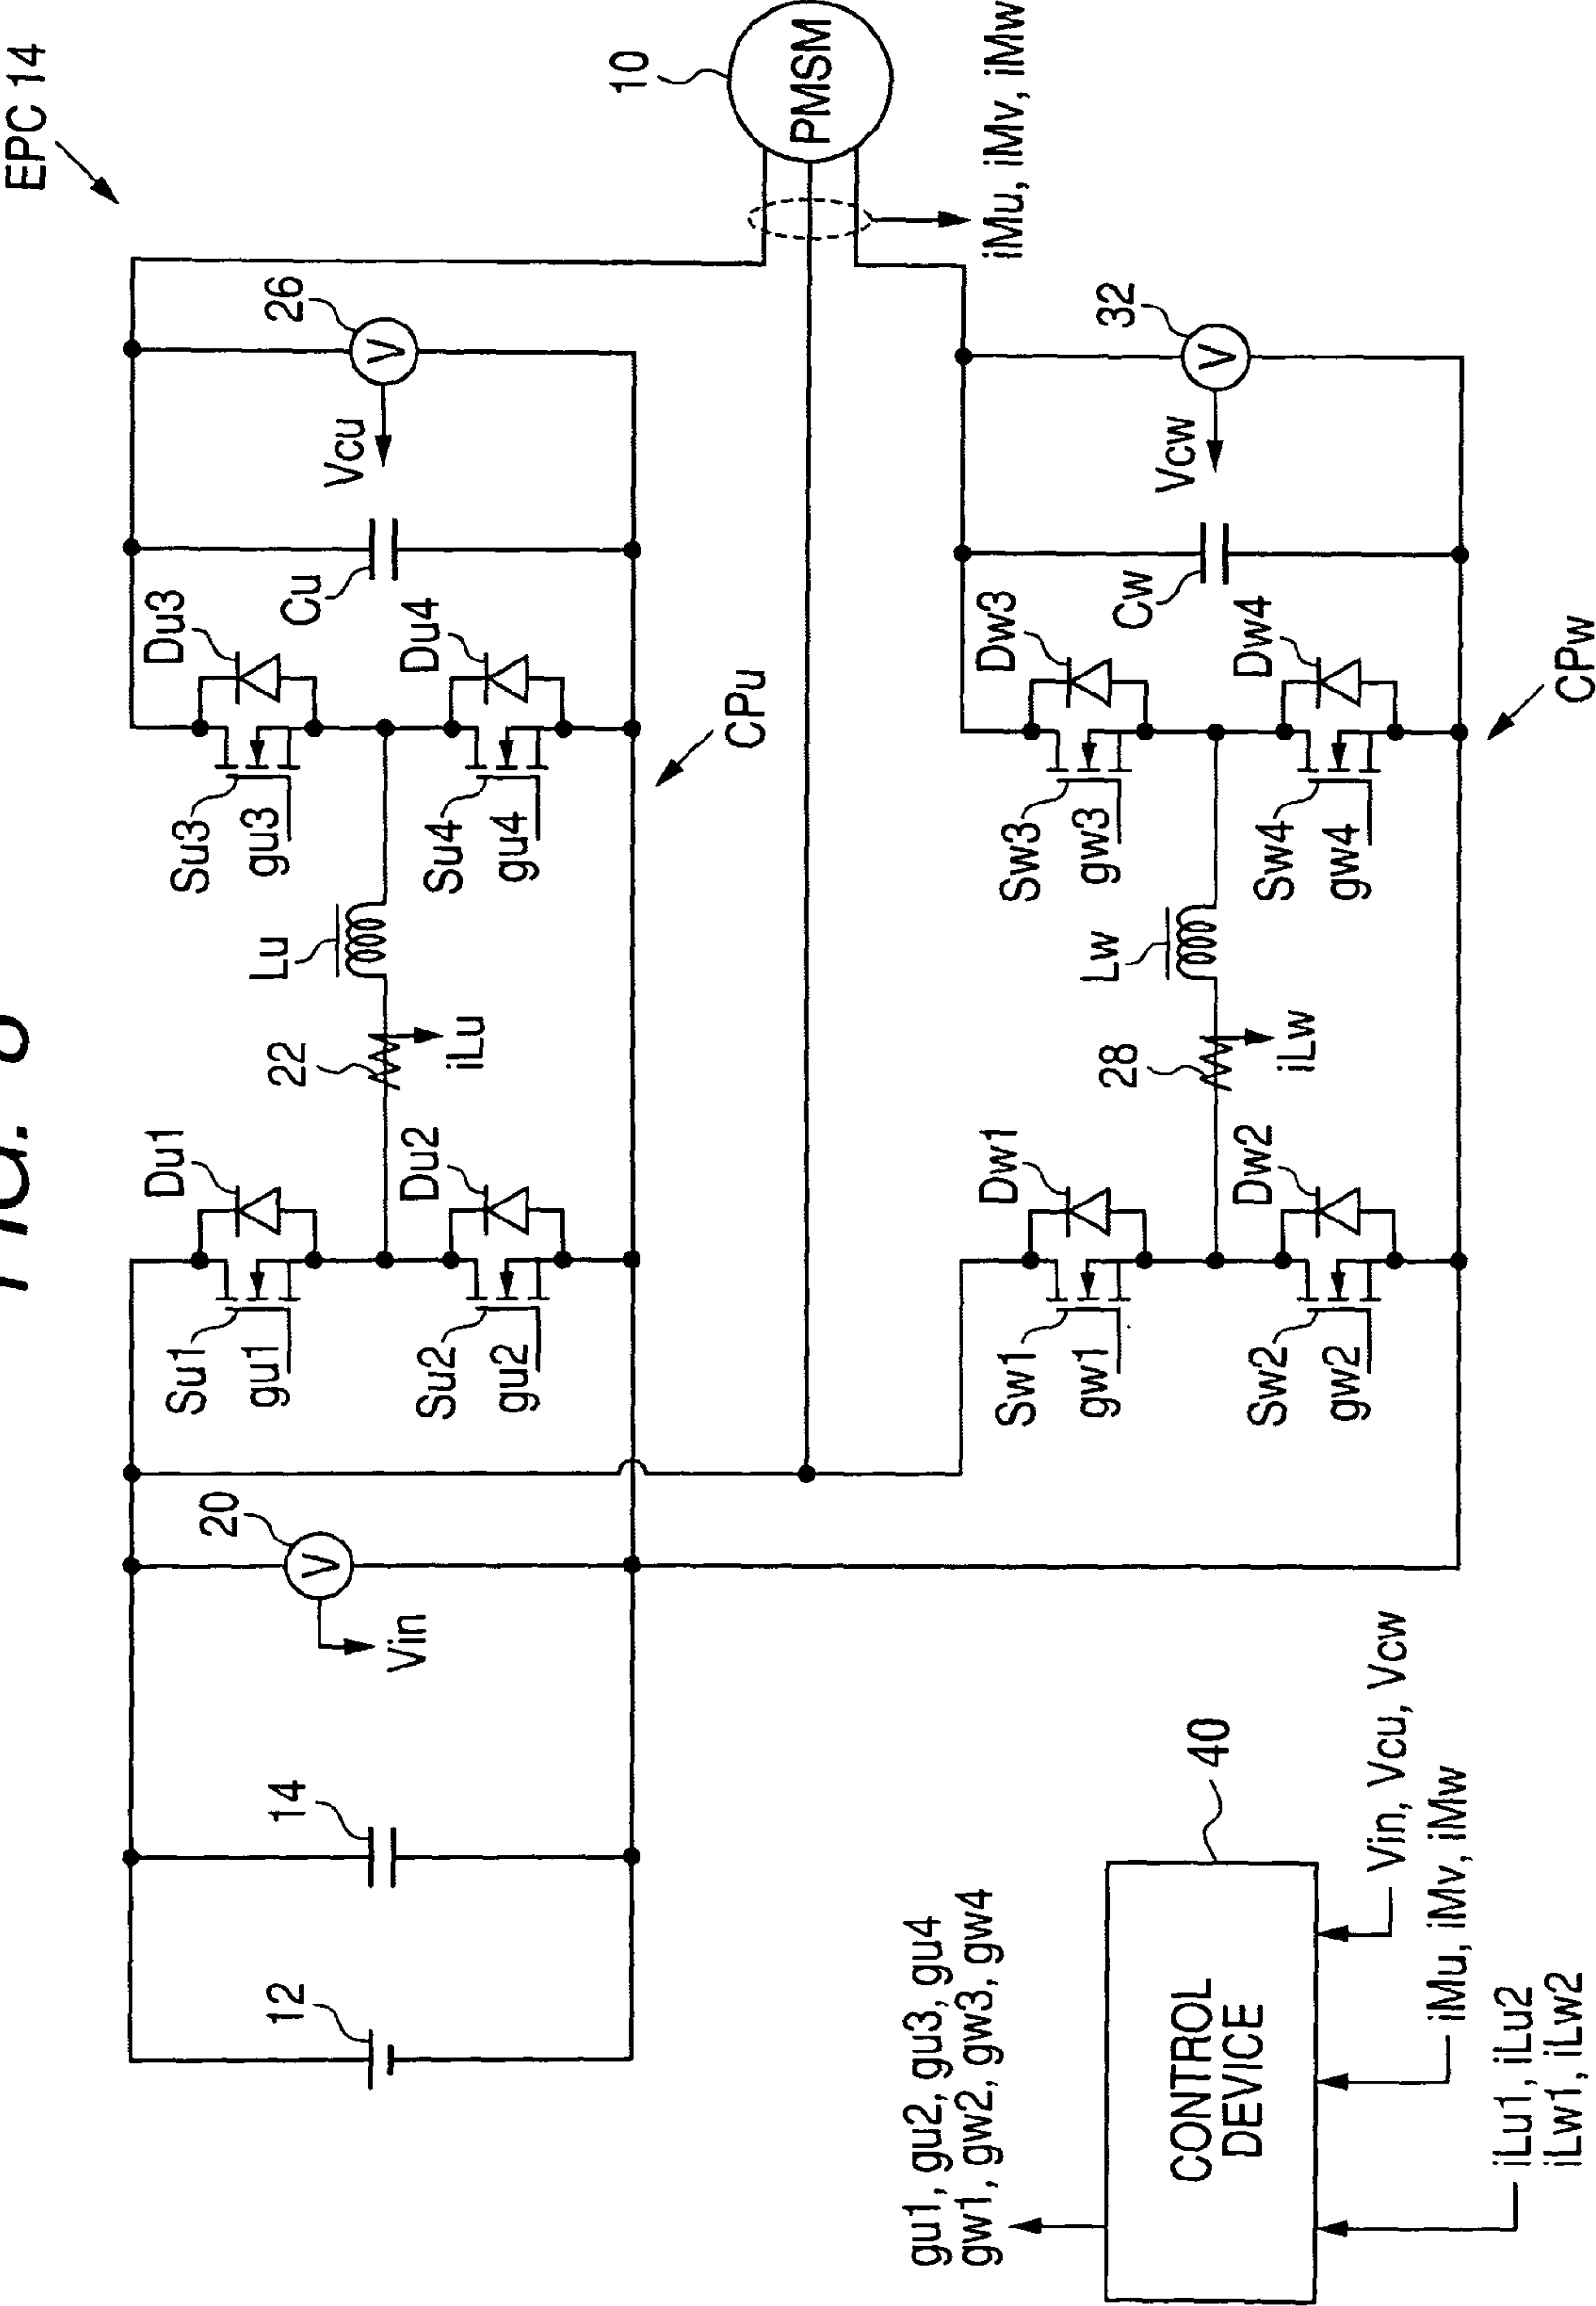 EPC 14
10
PMSM
iMu, iMv, iMw
26
V
Vcu
Cu
Du3
Du4
Su3
gu3
Su4
gu4
CPu
Lu
22
iLu
Du1
Du2
Su1
gu1
Su2
gu2
20
V
Vin
14
12
32
V
Vcw
Cw
Dw3
Dw4
Sw3
gw3
Sw4
gw4
CPw
Lw
28
iLw
Dw1
Dw2
Sw1
gw1
Sw2
gw2
40
CONTROL
DEVICE
gu1, gu2, gu3, gu4
gw1, gw2, gw3, gw4
Vin, Vcu, Vcw
iMu, iMv, iMw
iLu1, iLu2
iLw1, iLw2